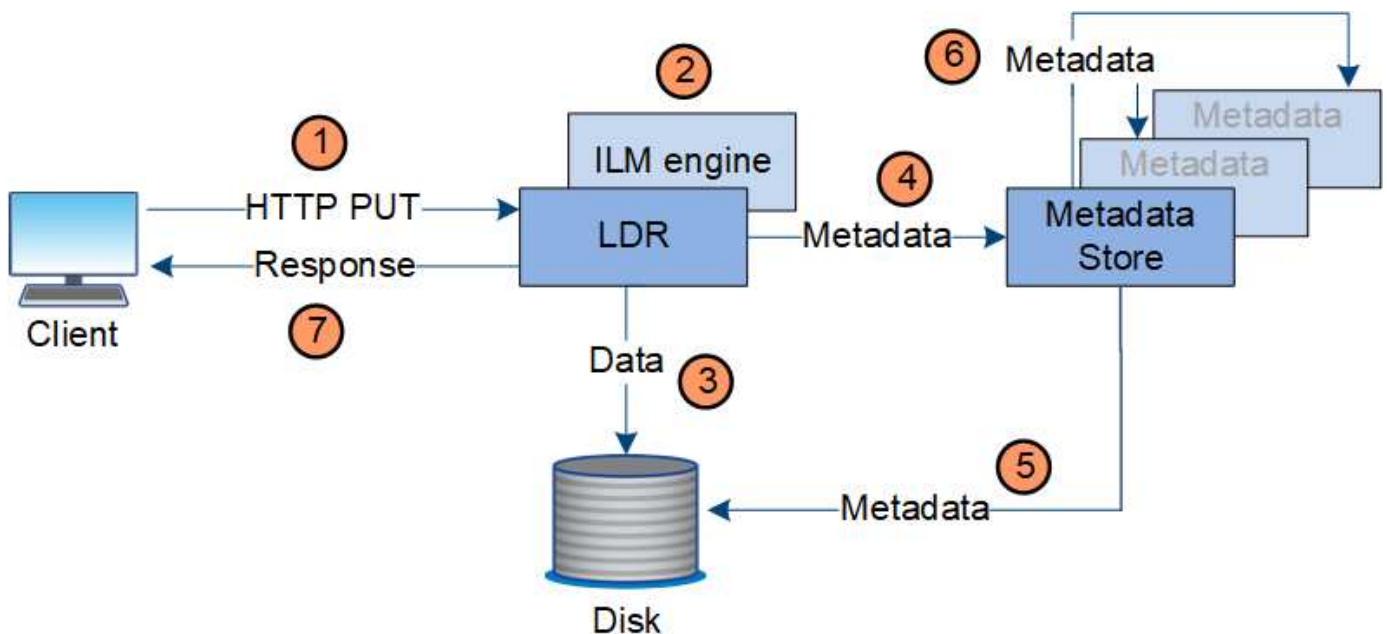 6
Metadata
2
Metadata
1
Metadata
ILM engine
4
HTTP PUT
LDR
Metadata
Metadata
Store
Response
Client
7
Data
3
5
Metadata
Disk